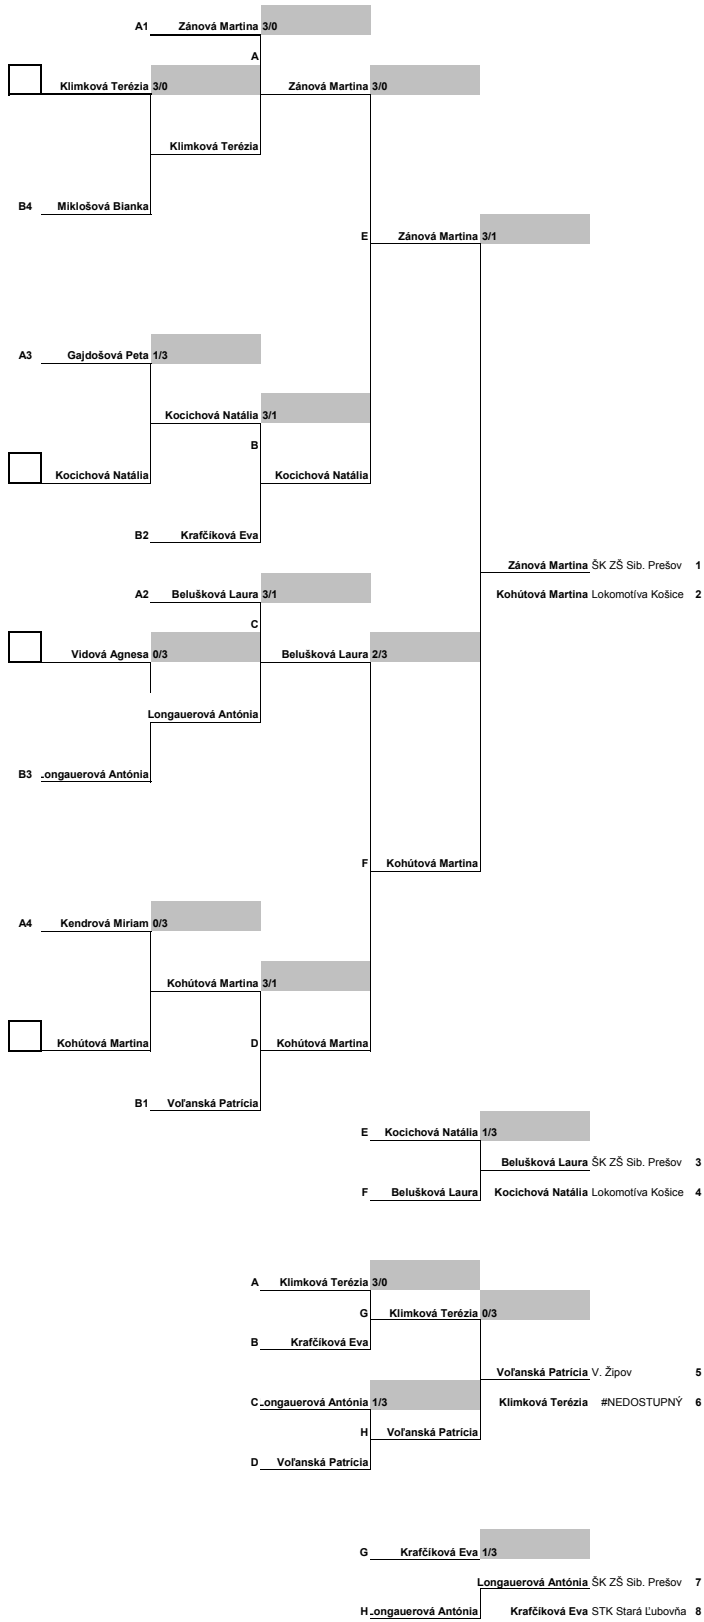 A1 Zánová Martina 3/0
A
Klimková Terézia 3/0 Zánová Martina 3/0
Klimková Terézia
B4 Miklošová Bianka
E Zánová Martina 3/1
A3 Gajdošová Peta 1/3
Kocichová Natália 3/1
B
Kocichová Natália Kocichová Natália
B2 Krafčíková Eva
Zánová Martina ŠK ZŠ Sib. Prešov 1
A2 Belušková Laura 3/1
Kohútová Martina Lokomotíva Košice 2
C
Vidová Agnesa 0/3 Belušková Laura 2/3
Longauerová Antónia
B3 Longauerová Antónia
F Kohútová Martina
A4 Kendrová Miriam 0/3
Kohútová Martina 3/1
Kohútová Martina D Kohútová Martina
B1 Voľanská Patrícia
E Kocichová Natália 1/3
Belušková Laura ŠK ZŠ Sib. Prešov 3
F Belušková Laura Kocichová Natália Lokomotíva Košice 4
A Klimková Terézia 3/0
G Klimková Terézia 0/3
B Krafčíková Eva
Voľanská Patrícia V. Žipov 5
C Longauerová Antónia 1/3 Klimková Terézia #NEDOSTUPNÝ 6
H Voľanská Patrícia
D Voľanská Patrícia
G Krafčíková Eva 1/3
Longauerová Antónia ŠK ZŠ Sib. Prešov 7
H Longauerová Antónia Krafčíková Eva STK Stará Ľubovňa 8